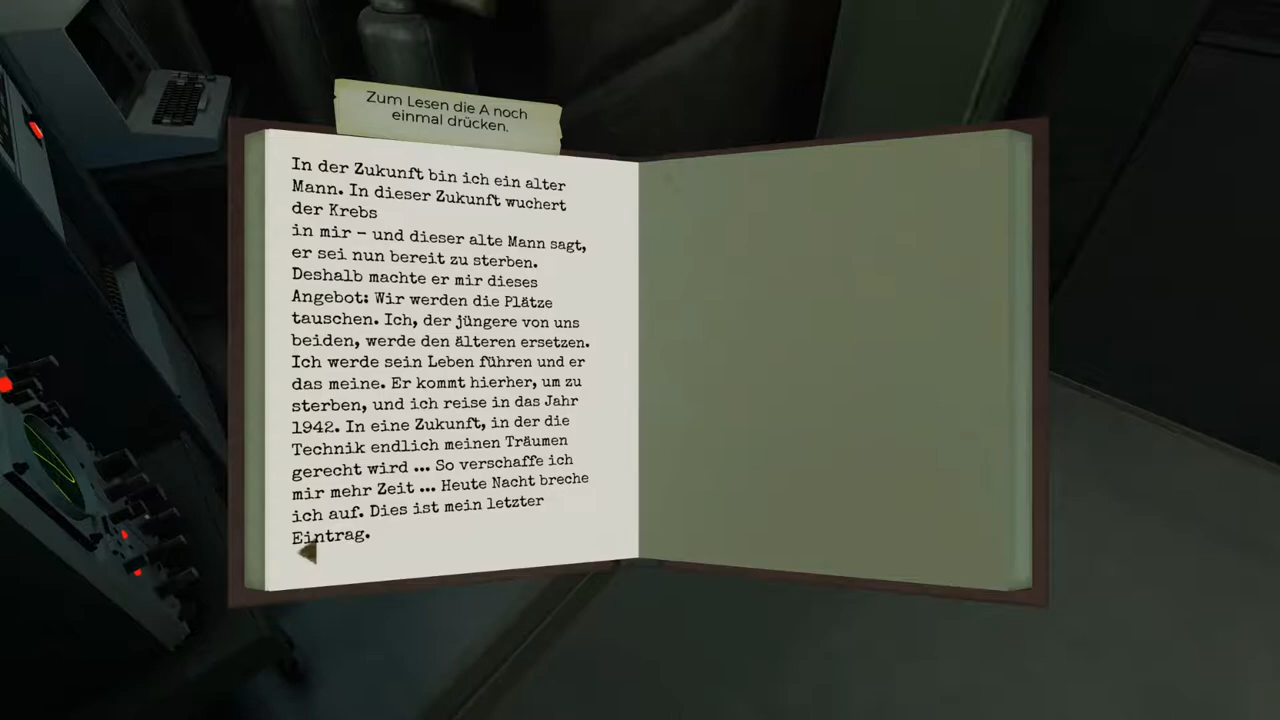 Zum Lesen die A noch
einmal drücken.
In der Zukunft bin ich ein alter
Mann. In dieser Zukunft wuchert
der Krebs
in mir – und dieser alte Mann sagt,
er sei nun bereit zu sterben.
Deshalb machte er mir dieses
Angebot: Wir werden die Plätze
tauschen. Ich, der jüngere von uns
beiden, werde den älteren ersetzen.
Ich werde sein Leben führen und er
das meine. Er kommt hierher, um zu
sterben, und ich reise in das Jahr
1942. In eine Zukunft, in der die
Technik endlich meinen Träumen
gerecht wird ... So verschaffe ich
mir mehr Zeit ... Heute Nacht breche
ich auf. Dies ist mein letzter
Eintrag.